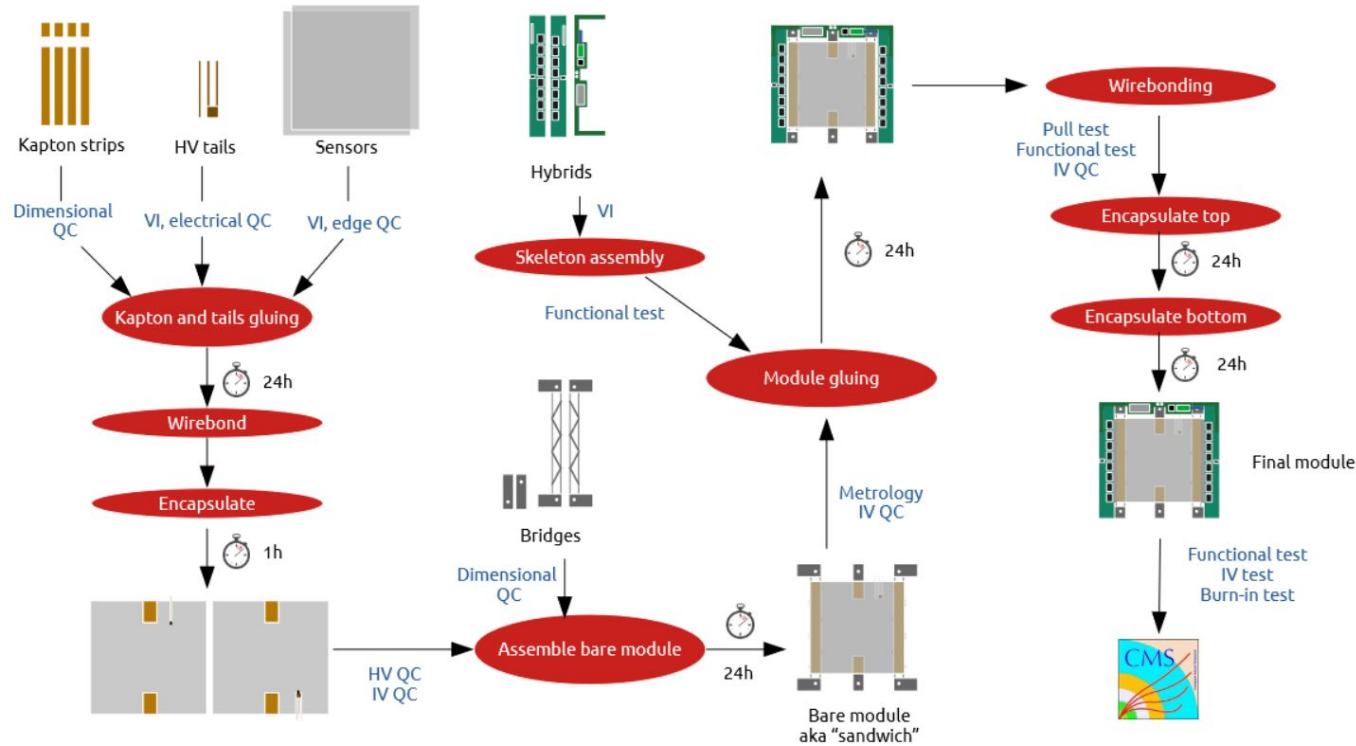 Kapton strips
HV tails
Sensors
Dimensional
QC
VI, electrical QC
VI, edge QC
Kapton and tails gluing
24h
Wirebond
Encapsulate
1h
HV QC
IV QC
Hybrids
VI
Skeleton assembly
Functional test
Bridges
Dimensional
QC
Assemble bare module
24h
Bare module
aka “sandwich”
Metrology
IV QC
Module gluing
24h
Wirebonding
Pull test
Functional test
IV QC
Encapsulate top
24h
Encapsulate bottom
24h
Final module
Functional test
IV test
Burn-in test
CMS